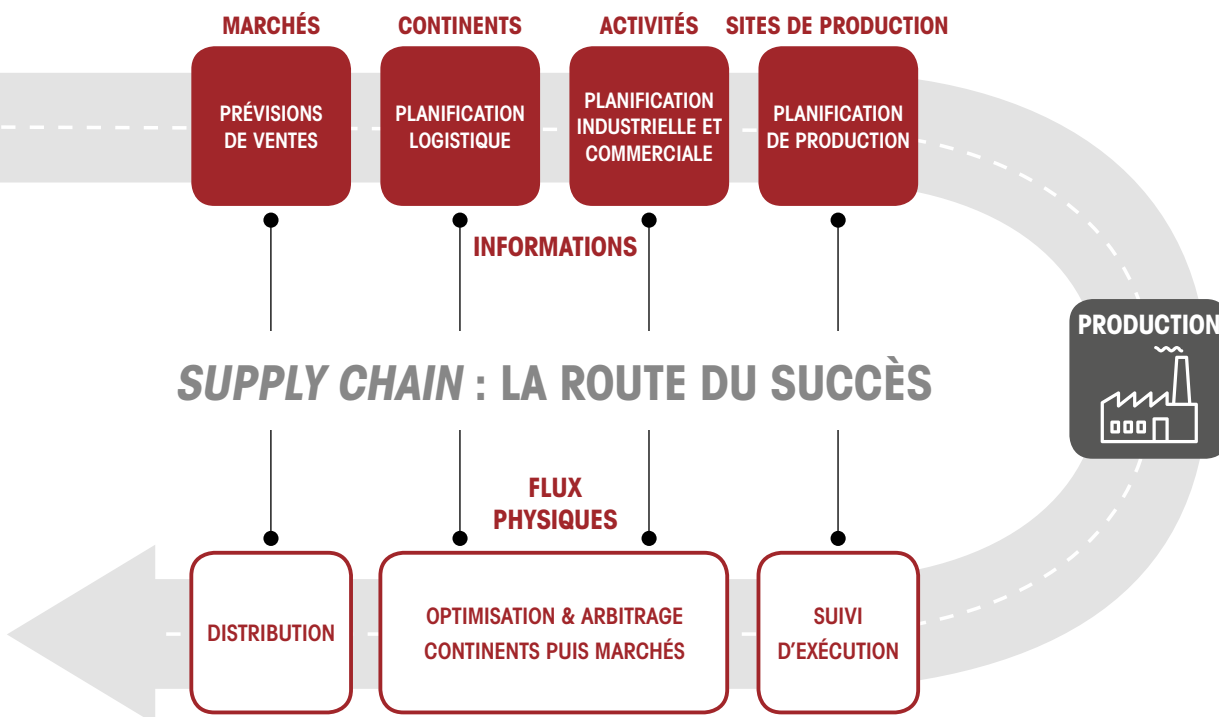 MARCHÉS
CONTINENTS
ACTIVITÉS
SITES DE PRODUCTION
PRÉVISIONS
DE VENTES
PLANIFICATION
LOGISTIQUE
PLANIFICATION
INDUSTRIELLE ET
COMMERCIALE
PLANIFICATION
DE PRODUCTION
INFORMATIONS
PRODUCTION
SUPPLY CHAIN : LA ROUTE DU SUCCÈS
FLUX
PHYSIQUES
DISTRIBUTION
OPTIMISATION & ARBITRAGE
CONTINENTS PUIS MARCHÉS
SUIVI
D'EXÉCUTION